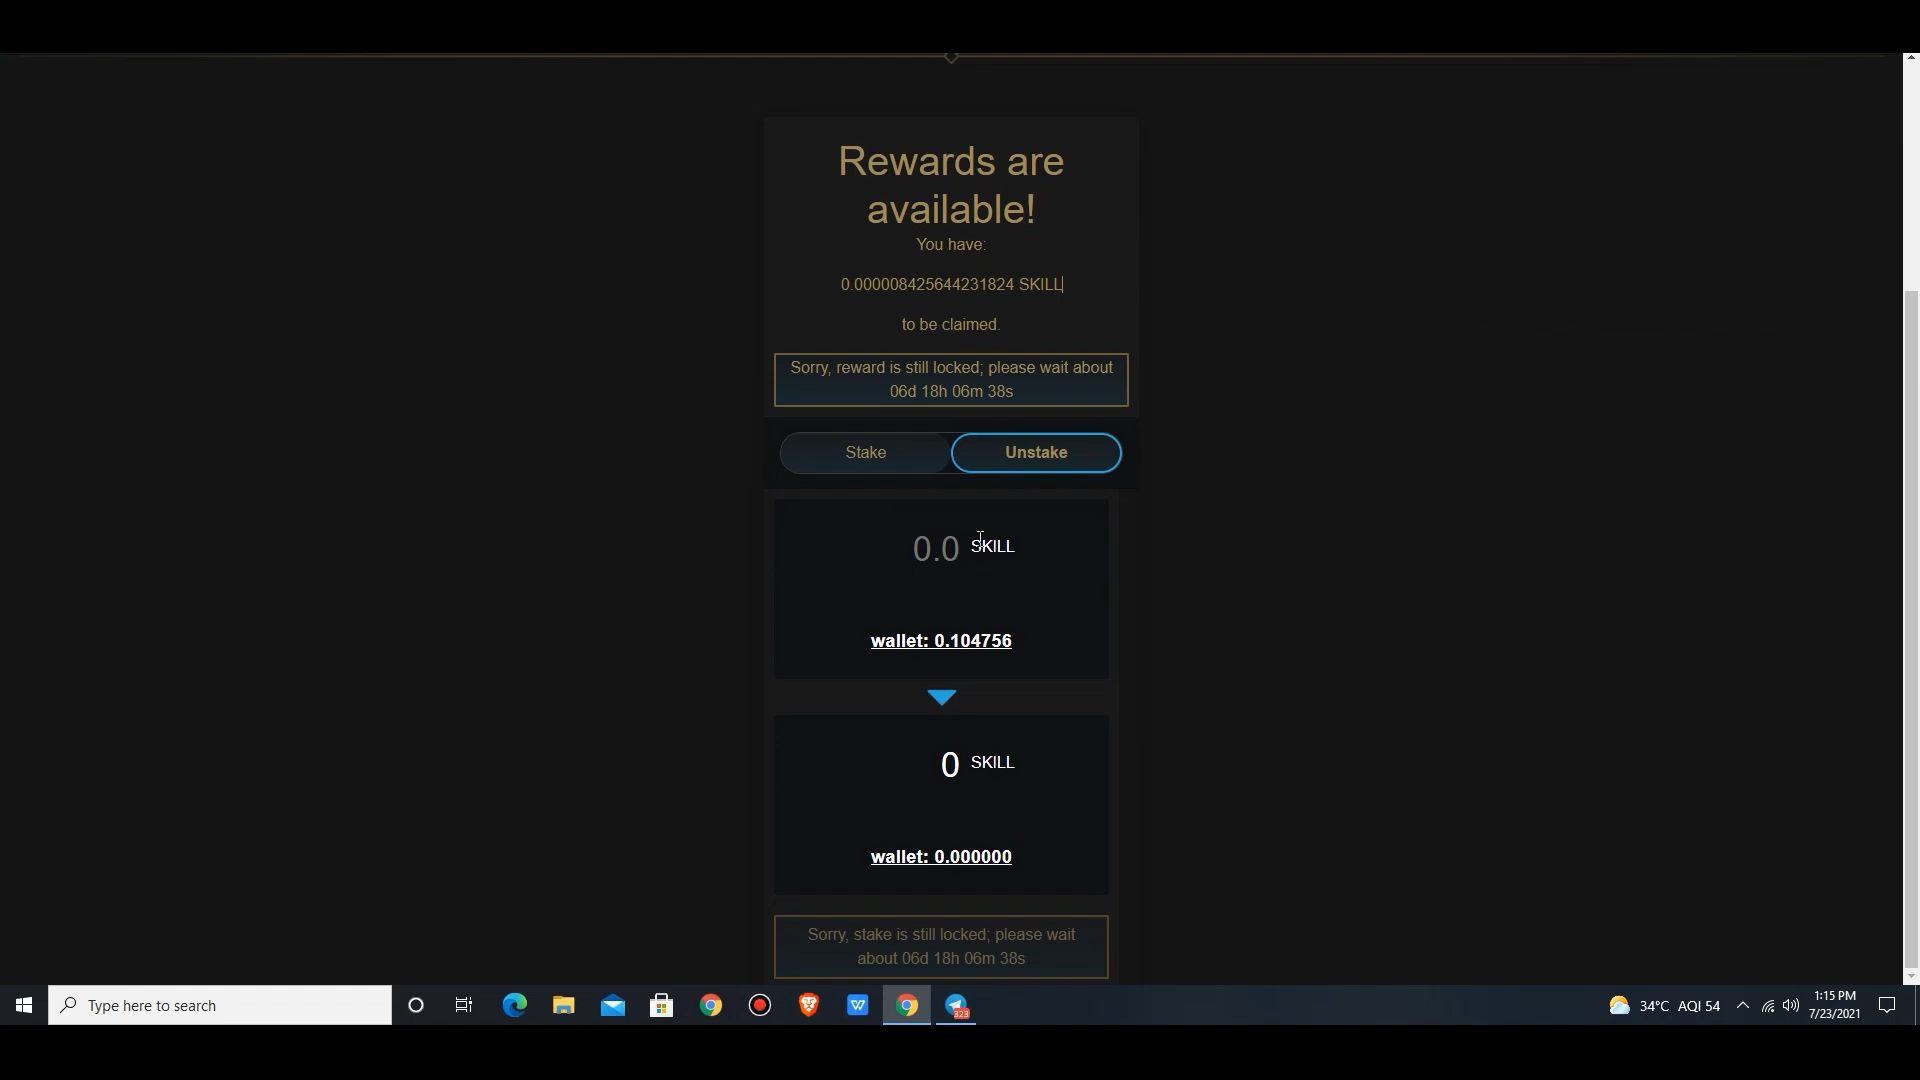 Rewards are
available!
You have:
0.000008425644231824 SKILL
to be claimed.
Sorry, reward is still locked; please wait about
06d 18h 06m 38s
Stake
Unstake
0.0 SKILL
wallet: 0.104756
0 SKILL
wallet: 0.000000
Sorry, stake is still locked; please wait
about 06d 18h 06m 38s
Type here to search
W
323
34°C AQI 54
1:15 PM
7/23/2021